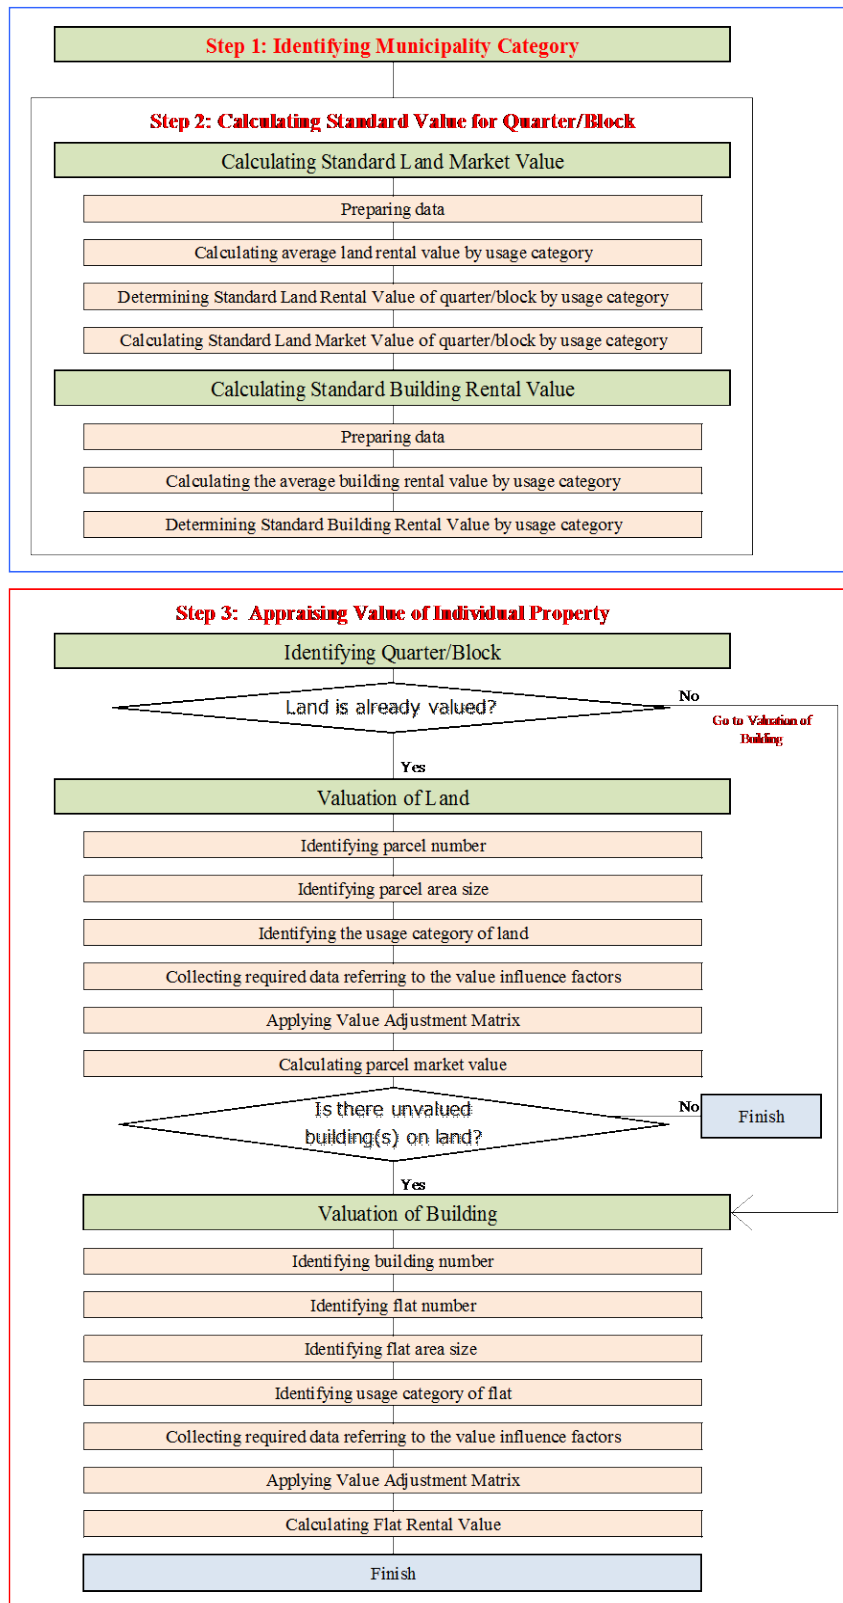 Step 1: Identifying Municipality Category
Step 2: Calculating Standard Value for Quarter/Block
Calculating Standard Land Market Value
Preparing data
Calculating average land rental value by usage category
Determining Standard Land Rental Value of quarter/block by usage category
Calculating Standard Land Market Value of quarter/block by usage category
Calculating Standard Building Rental Value
Preparing data
Calculating the average building rental value by usage category
Determining Standard Building Rental Value by usage category
Step 3: Appraising Value of Individual Property
Identifying Quarter/Block
Land is already valued?
No
Go to Valuation of
Building
Yes
Valuation of Land
Identifying parcel number
Identifying parcel area size
Identifying the usage category of land
Collecting required data referring to the value influence factors
Applying Value Adjustment Matrix
Calculating parcel market value
Is there unvalued
building(s) on land?
No
Finish
Yes
Valuation of Building
Identifying building number
Identifying flat number
Identifying flat area size
Identifying usage category of flat
Collecting required data referring to the value influence factors
Applying Value Adjustment Matrix
Calculating Flat Rental Value
Finish